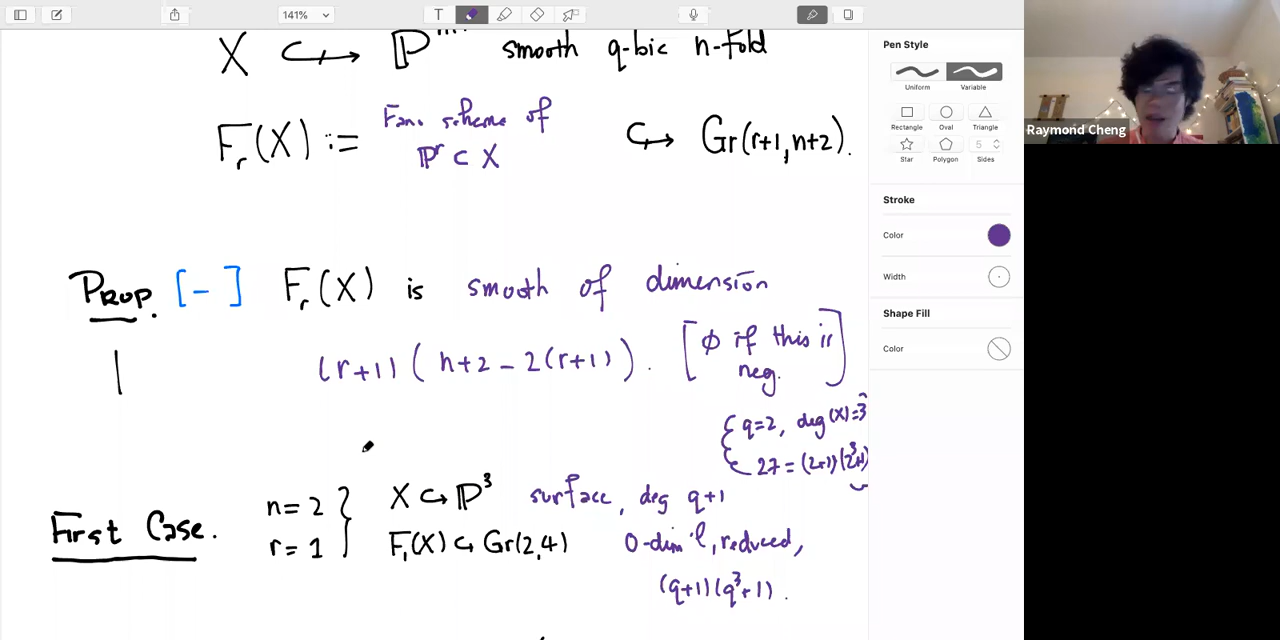 141%
T
X ↪ ℙ smooth q-bic n-fold
F_r(X) := Fano scheme of ℙ^r ⊂ X ↪ Gr(r+1, n+2).
Prop. [-] F_r(X) is smooth of dimension
(r+1)(n+2-2(r+1)). [∅ if this is neg.]
{ q=2, deg(X)=3
27=(2+1)(2^3+1)
First Case. n=2 } X ↪ ℙ^3 surface, deg q+1
r=1 F_1(X) ↪ Gr(2,4) 0-dim'l, reduced,
(q+1)(q^3+1).
Pen Style
Uniform Variable
Rectangle Oval Triangle
5
Star Polygon Sides
Stroke
Color
Width
Shape Fill
Color
Raymond Cheng